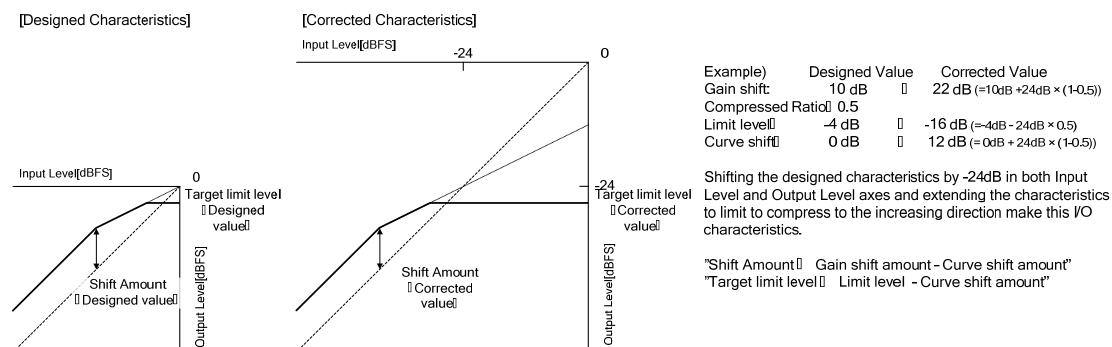 [Designed Characteristics]
Input Level[dBFS]
0
Target limit level
Designed
value
Shift Amount
Designed value
Output Level[dBFS]
[Corrected Characteristics]
Input Level[dBFS]
-24
0
-24
Target limit level
Corrected
value
Shift Amount
Corrected
value
Output Level[dBFS]
Example) Designed Value Corrected Value
Gain shift: 10 dB 22 dB (=10dB +24dB × (1-0.5))
Compressed Ratio 0.5
Limit level -4 dB -16 dB (=-4dB - 24dB × 0.5)
Curve shift 0 dB 12 dB (= 0dB + 24dB × (1-0.5))
Shifting the designed characteristics by -24dB in both Input
Level and Output Level axes and extending the characteristics
to limit to compress to the increasing direction make this I/O
characteristics.
"Shift Amount Gain shift amount - Curve shift amount"
"Target limit level Limit level - Curve shift amount"